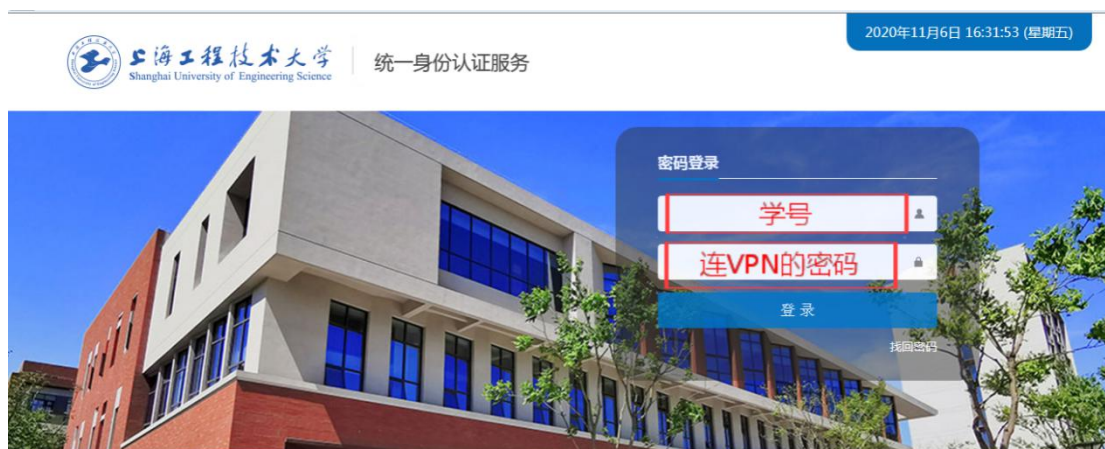 2020年11月6日 16:31:53 (星期五)
上海工程技术大学
Shanghai University of Engineering Science
统一身份认证服务
密码登录
学号
连VPN的密码
登 录
找回密码